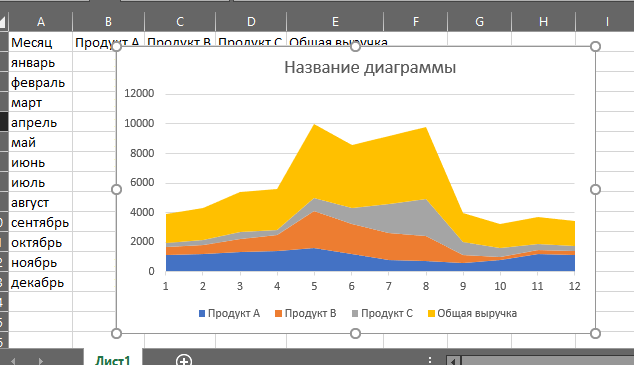 A B C D E F G H I
Месяц Продукт A Продукт B Продукт C Общая выручка
январь
февраль
март
апрель
май
июнь
июль
август
сентябрь
октябрь
ноябрь
декабрь
Название диаграммы
12000
10000
8000
6000
4000
2000
0
1 2 3 4 5 6 7 8 9 10 11 12
Продукт A Продукт B Продукт C Общая выручка
Лист1